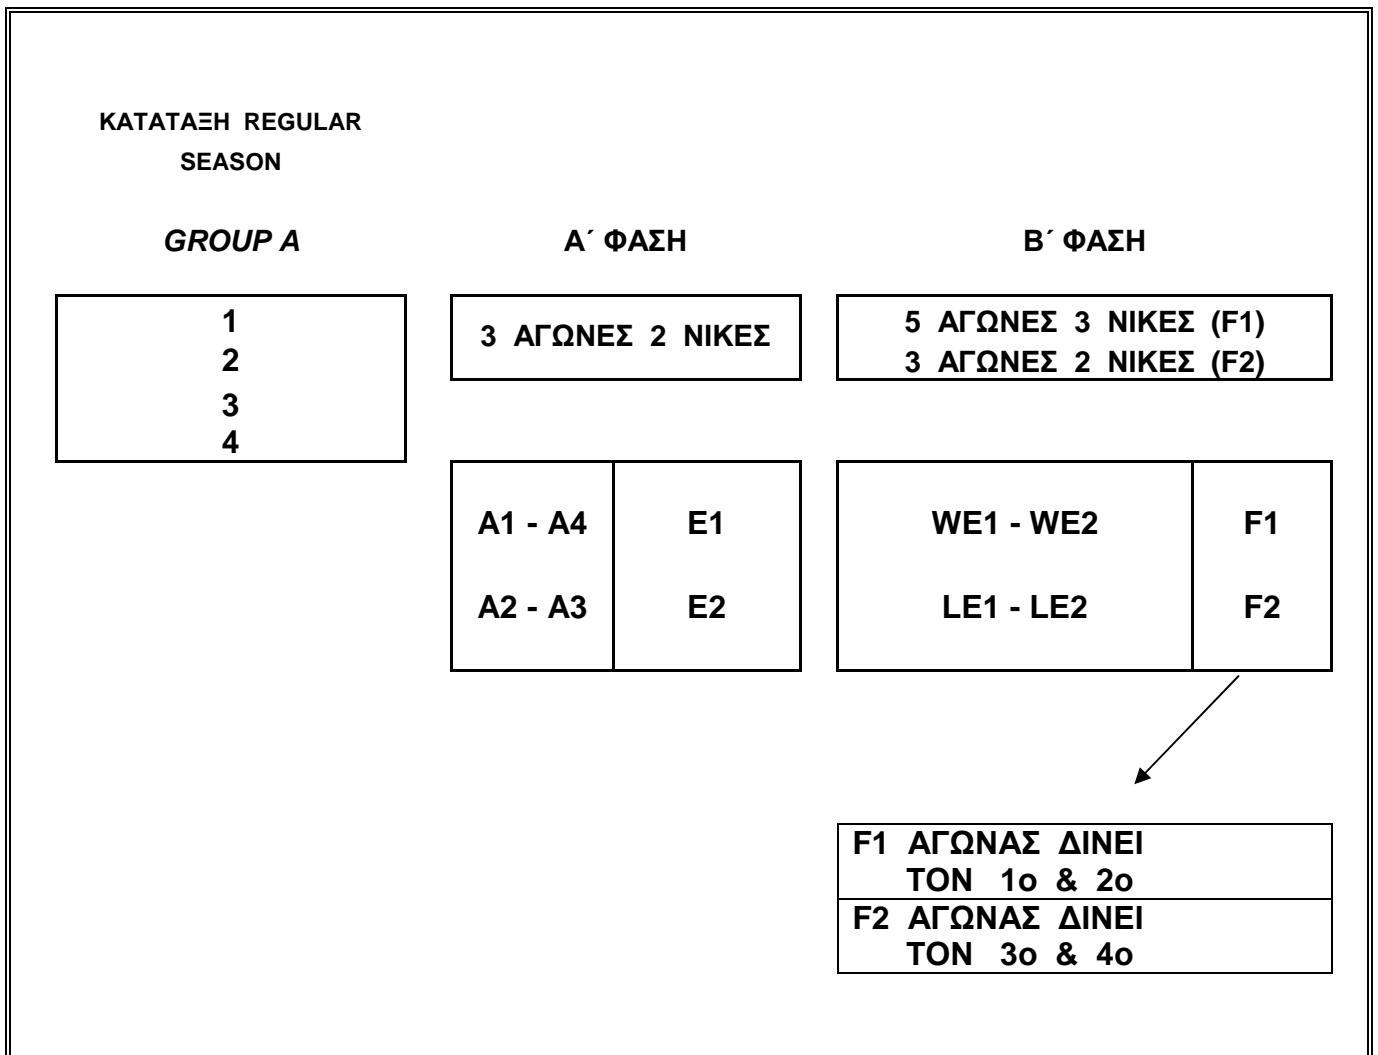 ΚΑΤΑΤΑΞΗ REGULAR
SEASON
GROUP A
Α΄ ΦΑΣΗ
Β΄ ΦΑΣΗ
1
2
3
4
3 ΑΓΩΝΕΣ 2 ΝΙΚΕΣ
5 ΑΓΩΝΕΣ 3 ΝΙΚΕΣ (F1)
3 ΑΓΩΝΕΣ 2 ΝΙΚΕΣ (F2)
A1 - A4 E1
A2 - A3 E2
WE1 - WE2 F1
LE1 - LE2 F2
F1 ΑΓΩΝΑΣ ΔΙΝΕΙ
ΤΟΝ 1ο & 2ο
F2 ΑΓΩΝΑΣ ΔΙΝΕΙ
ΤΟΝ 3ο & 4ο